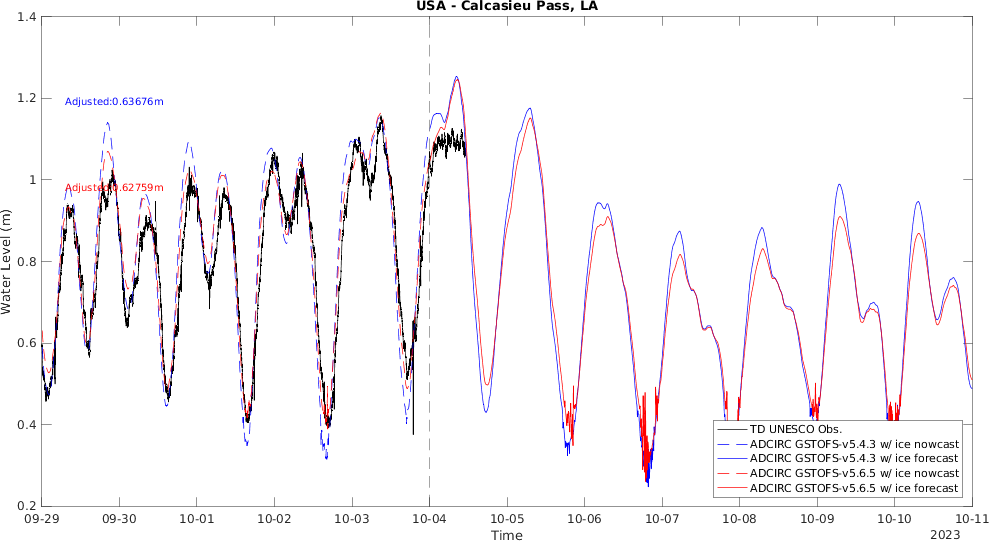 USA - Calcasieu Pass, LA
1.4
1.2
1
0.8
0.6
0.4
0.2
Water Level (m)
Adjusted:0.63676m
Adjusted:0.62759m
TD UNESCO Obs.
ADCIRC GSTOFS-v5.4.3 w/ ice nowcast
ADCIRC GSTOFS-v5.4.3 w/ ice forecast
ADCIRC GSTOFS-v5.6.5 w/ ice nowcast
ADCIRC GSTOFS-v5.6.5 w/ ice forecast
09-29 09-30 10-01 10-02 10-03 10-04 10-05 10-06 10-07 10-08 10-09 10-10 10-11
Time
2023